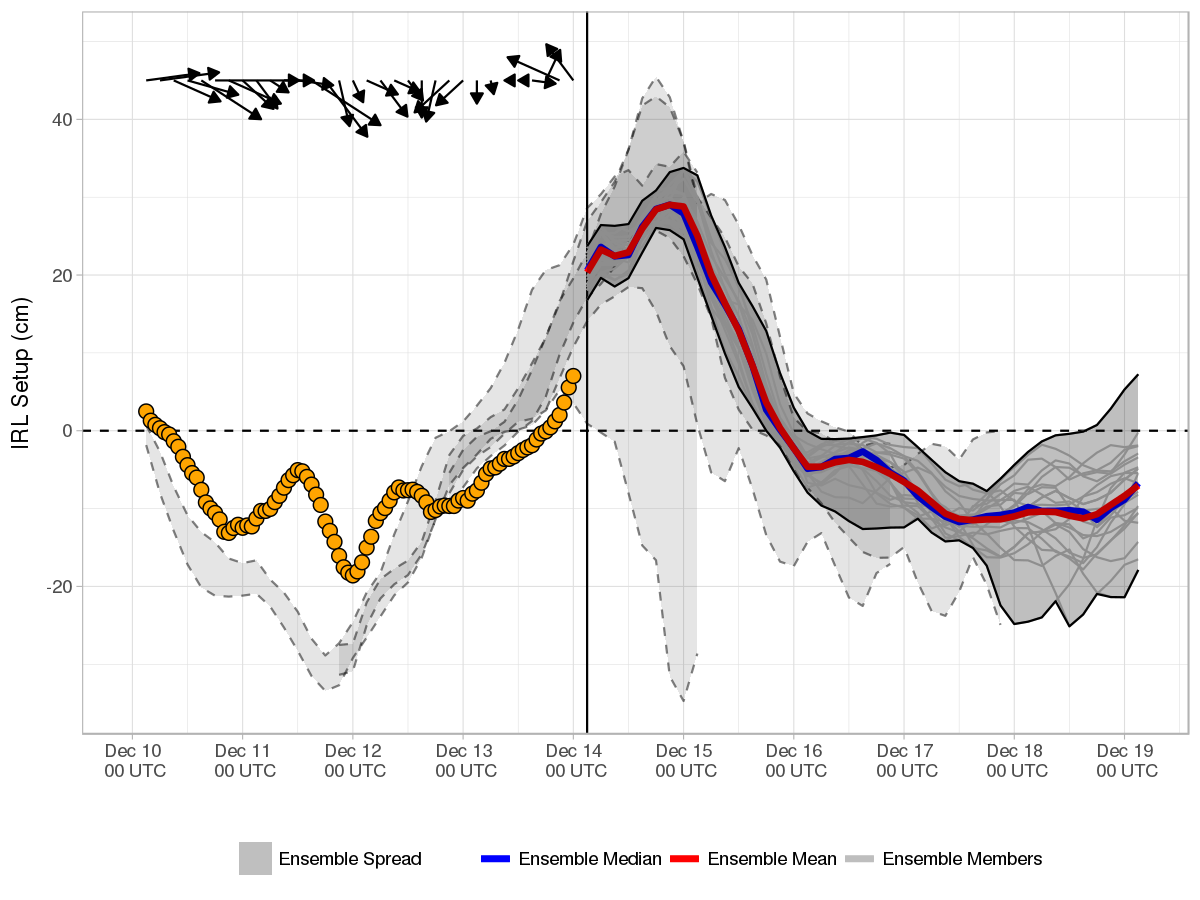 IRL Setup (cm)
40
20
0
-20
Dec 10 Dec 11 Dec 12 Dec 13 Dec 14 Dec 15 Dec 16 Dec 17 Dec 18 Dec 19
00 UTC 00 UTC 00 UTC 00 UTC 00 UTC 00 UTC 00 UTC 00 UTC 00 UTC 00 UTC
Ensemble Spread Ensemble Median Ensemble Mean Ensemble Members